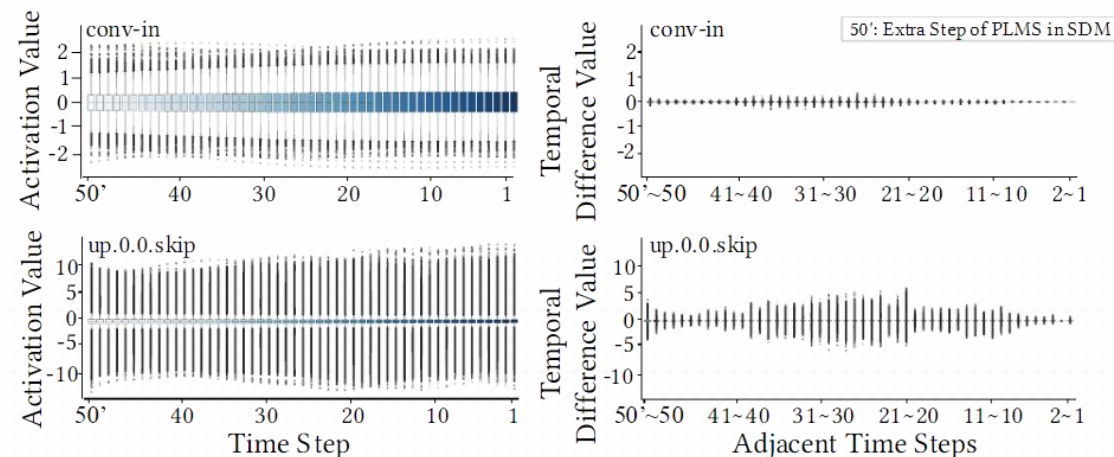 conv-in
Activation Value
2
1
0
-1
-2
50' 40 30 20 10 1
conv-in
50': Extra Step of PLMS in SDM
Temporal
Difference Value
2
1
0
-1
-2
50'~50 41~40 31~30 21~20 11~10 2~1
up.0.0.skip
Activation Value
10
5
0
-5
-10
50' 40 30 20 10 1
Time Step
up.0.0.skip
Temporal
Difference Value
10
5
0
-5
-10
50'~50 41~40 31~30 21~20 11~10 2~1
Adjacent Time Steps